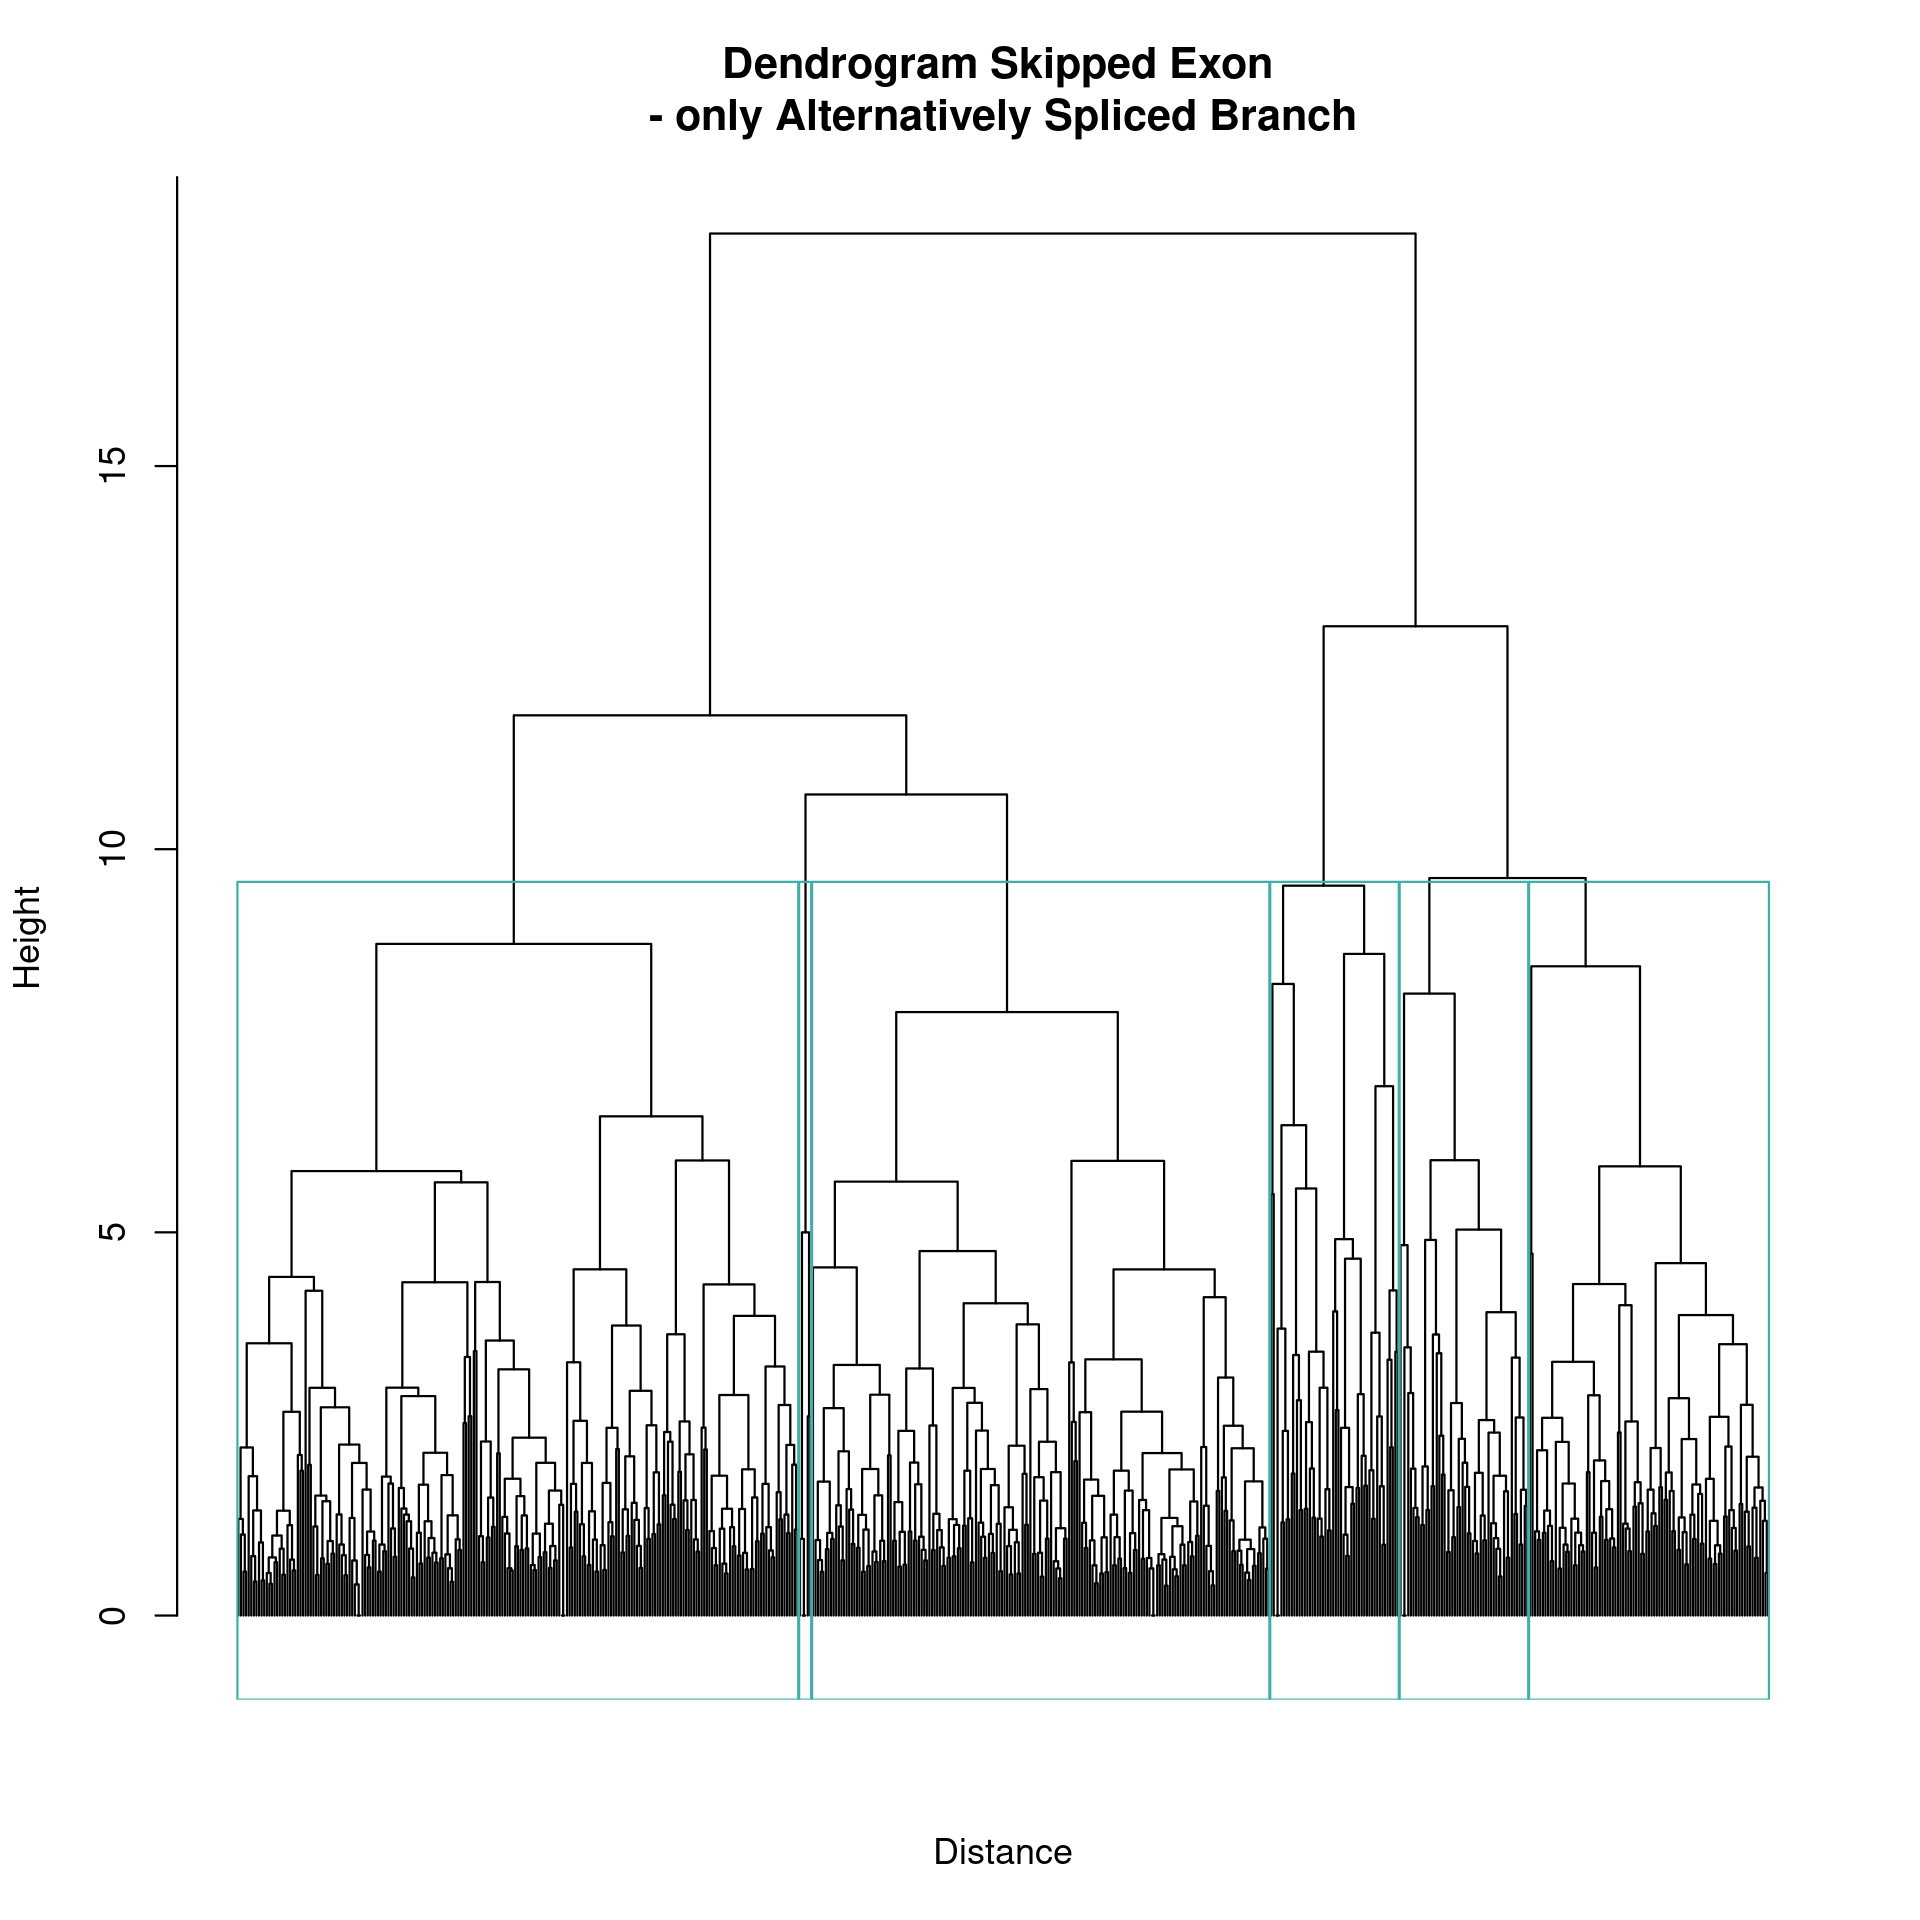 Dendrogram Skipped Exon
- only Alternatively Spliced Branch
15
10
5
0
Height
Distance